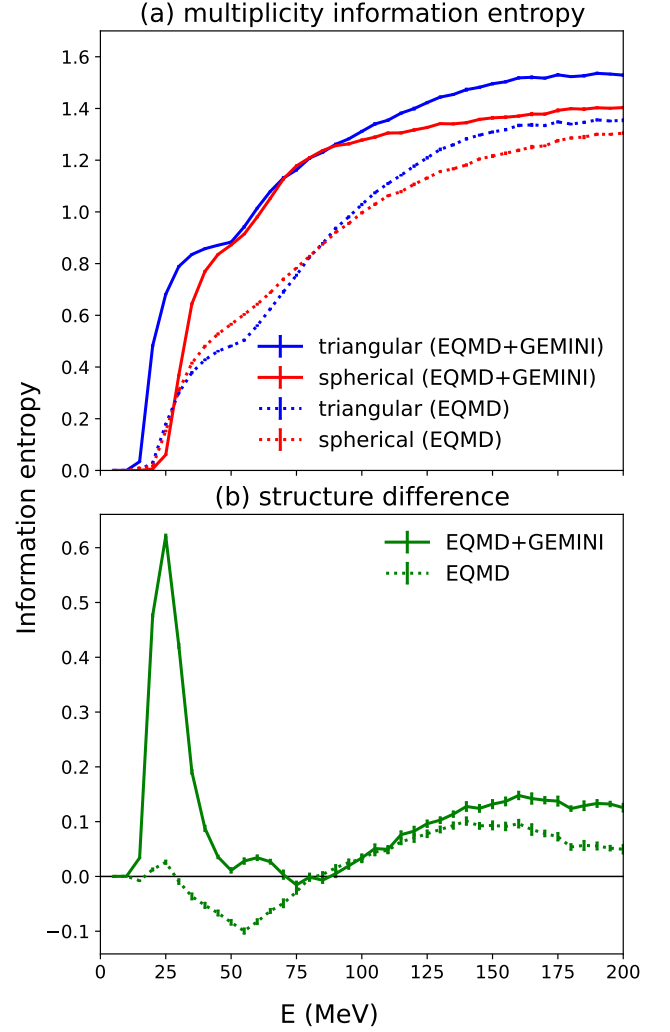 (a) multiplicity information entropy
1.6
1.4
1.2
1.0
0.8
0.6
0.4
0.2
0.0
triangular (EQMD+GEMINI)
spherical (EQMD+GEMINI)
triangular (EQMD)
spherical (EQMD)
Information entropy
(b) structure difference
0.6
0.5
0.4
0.3
0.2
0.1
0.0
−0.1
EQMD+GEMINI
EQMD
0 25 50 75 100 125 150 175 200
E (MeV)